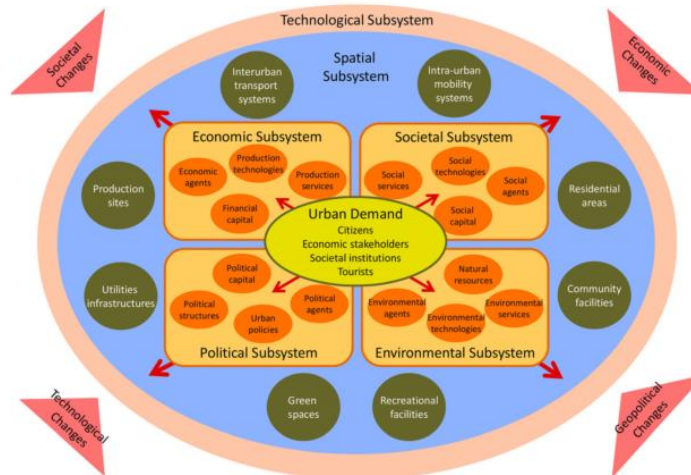 Technological Subsystem
Societal
Changes
Economic
Changes
Spatial
Subsystem
Interurban
transport
systems
Intra-urban
mobility
systems
Economic Subsystem
Economic
agents
Production
technologies
Production
services
Financial
capital
Societal Subsystem
Social
services
Social
technologies
Social
agents
Social
capital
Production
sites
Residential
areas
Urban Demand
Citizens
Economic stakeholders
Societal institutions
Tourists
Utilities
infrastructures
Community
facilities
Political
capital
Political
structures
Urban
policies
Political
agents
Political Subsystem
Natural
resources
Environmental
agents
Environmental
technologies
Environmental
services
Environmental Subsystem
Green
spaces
Recreational
facilities
Technological
Changes
Geopolitical
Changes